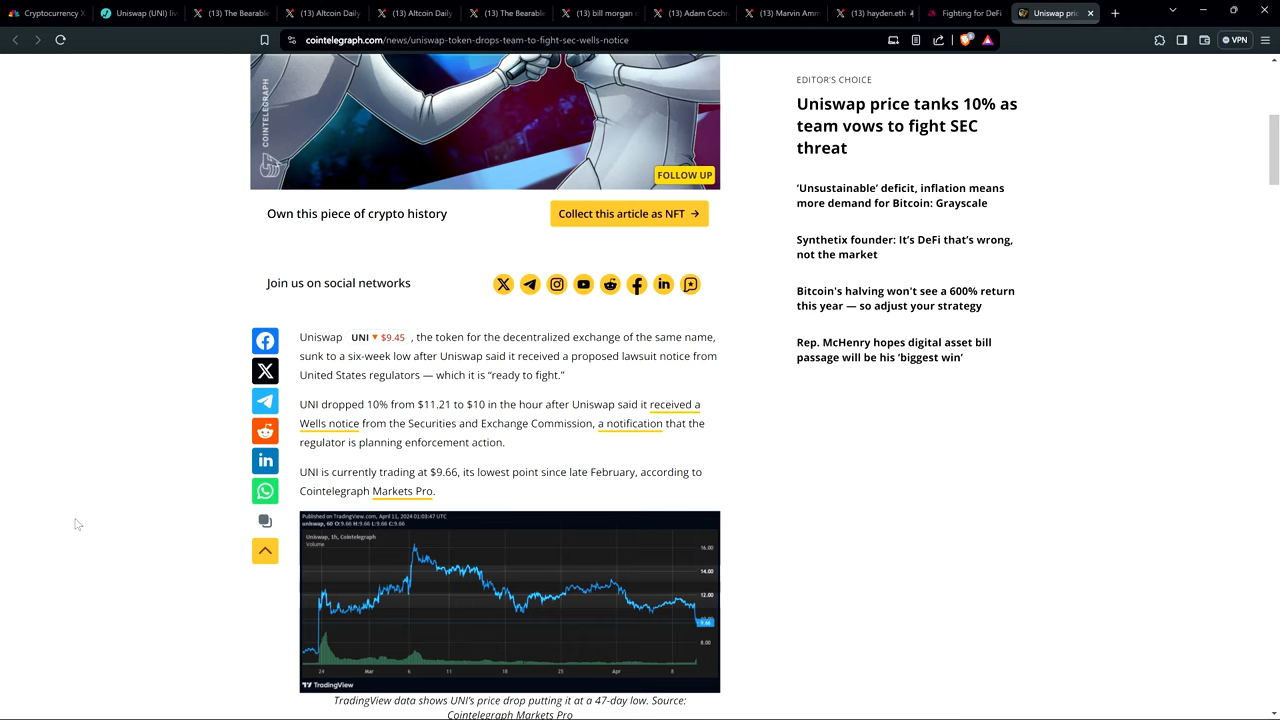 Cryptocurrency X
Uniswap (UNI) liv
(13) The Bearable
(13) Altcoin Daily
(13) Altcoin Daily
(13) The Bearable
(13) bill morgan
(13) Adam Coch
(13) Marvin Amm
(13) hayden.eth
Fighting for DeFi
Uniswap pric
cointelegraph.com/news/uniswap-token-drops-team-to-fight-sec-wells-notice
VPN
COINTELEGRAPH
FOLLOW UP
Own this piece of crypto history
Collect this article as NFT →
Join us on social networks
Uniswap UNI ▼ $9.45 , the token for the decentralized exchange of the same name,
sunk to a six-week low after Uniswap said it received a proposed lawsuit notice from
United States regulators — which it is “ready to fight.”
UNI dropped 10% from $11.21 to $10 in the hour after Uniswap said it received a
Wells notice from the Securities and Exchange Commission, a notification that the
regulator is planning enforcement action.
UNI is currently trading at $9.66, its lowest point since late February, according to
Cointelegraph Markets Pro.
Published on TradingView.com, April 11, 2024 01:03:47 UTC
uniswap, 60 O:9.66 H:9.66 L:9.66 C:9.66
Uniswap, 1h, Cointelegraph
Volume
16.00
14.00
12.00
9.66
8.00
24 Mar 6 11 18 25 Apr 8
TradingView
TradingView data shows UNI’s price drop putting it at a 47-day low. Source:
Cointelegraph Markets Pro
EDITOR’S CHOICE
Uniswap price tanks 10% as
team vows to fight SEC
threat
‘Unsustainable’ deficit, inflation means
more demand for Bitcoin: Grayscale
Synthetix founder: It’s DeFi that’s wrong,
not the market
Bitcoin's halving won't see a 600% return
this year — so adjust your strategy
Rep. McHenry hopes digital asset bill
passage will be his ‘biggest win’